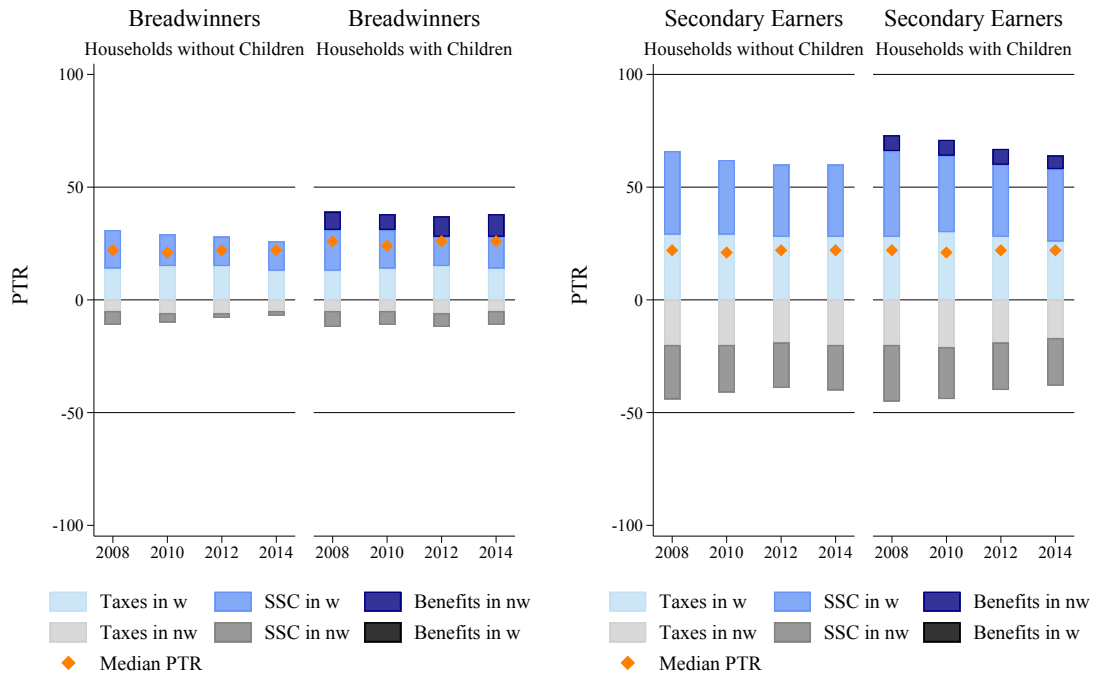 Breadwinners Breadwinners
Households without Children Households with Children
100
50
0
-50
-100
PTR
2008 2010 2012 2014 2008 2010 2012 2014
Taxes in w SSC in w Benefits in nw
Taxes in nw SSC in nw Benefits in w
Median PTR
Secondary Earners Secondary Earners
Households without Children Households with Children
100
50
0
-50
-100
PTR
2008 2010 2012 2014 2008 2010 2012 2014
Taxes in w SSC in w Benefits in nw
Taxes in nw SSC in nw Benefits in w
Median PTR